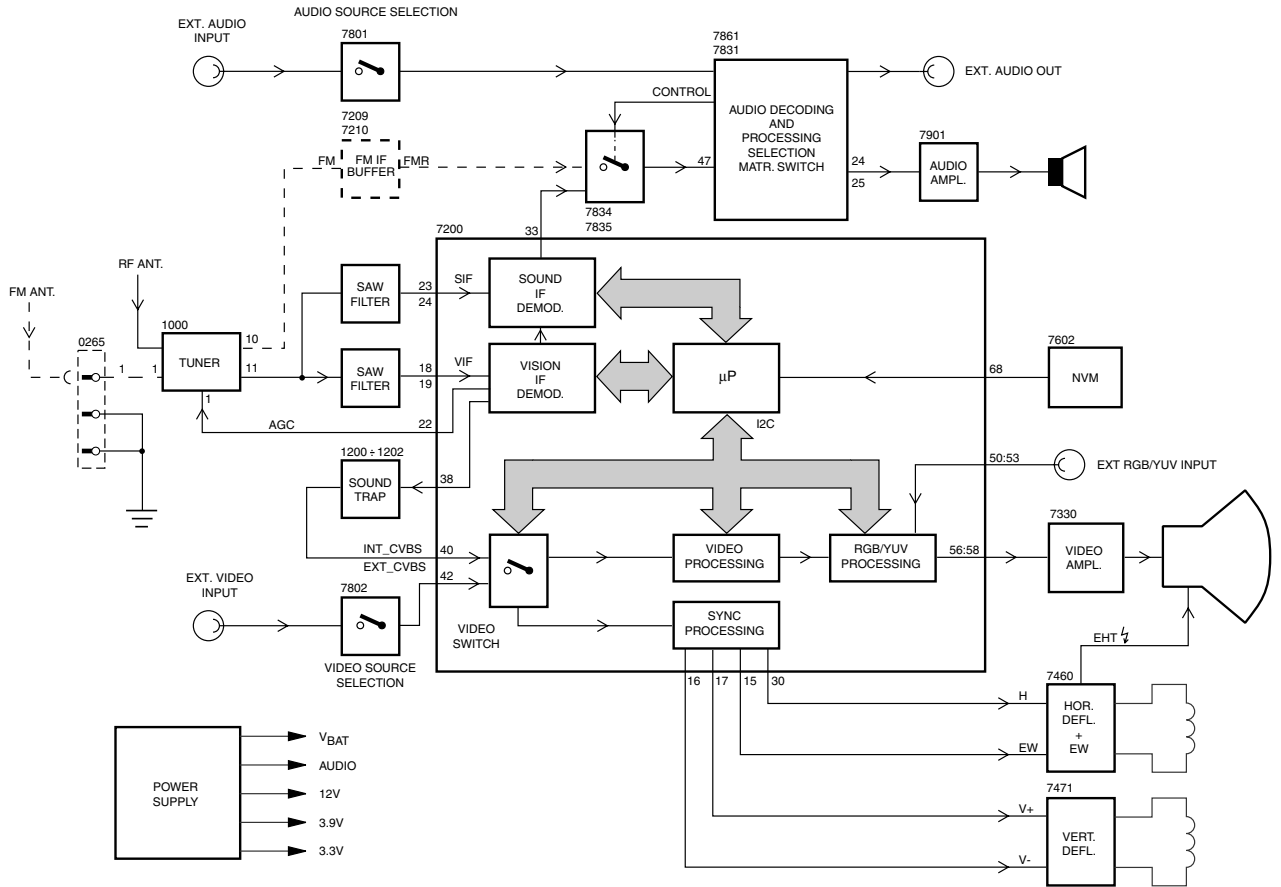 AUDIO SOURCE SELECTION
EXT. AUDIO
INPUT
7801
7861
7831
EXT. AUDIO OUT
CONTROL
AUDIO DECODING
AND
PROCESSING
SELECTION
MATR. SWITCH
7209
7210
FM
FM IF
BUFFER
FMR
47
24
25
7901
AUDIO
AMPL.
7834
7835
7200
33
RF ANT.
FM ANT.
SAW
FILTER
23
24
SIF
SOUND
IF
DEMOD.
0265
1000
TUNER
1
1
10
11
1
SAW
FILTER
18
19
VIF
VISION
IF
DEMOD.
µP
I2C
68
7602
NVM
AGC
22
1200 ÷ 1202
SOUND
TRAP
38
50:53
EXT RGB/YUV INPUT
INT_CVBS
40
EXT_CVBS
42
VIDEO
PROCESSING
RGB/YUV
PROCESSING
56:58
7330
VIDEO
AMPL.
EXT. VIDEO
INPUT
7802
VIDEO
SWITCH
VIDEO SOURCE
SELECTION
SYNC
PROCESSING
EHT
16
17
15
30
H
EW
7460
HOR.
DEFL.
+
EW
V+
V-
7471
VERT.
DEFL.
POWER
SUPPLY
VBAT
AUDIO
12V
3.9V
3.3V